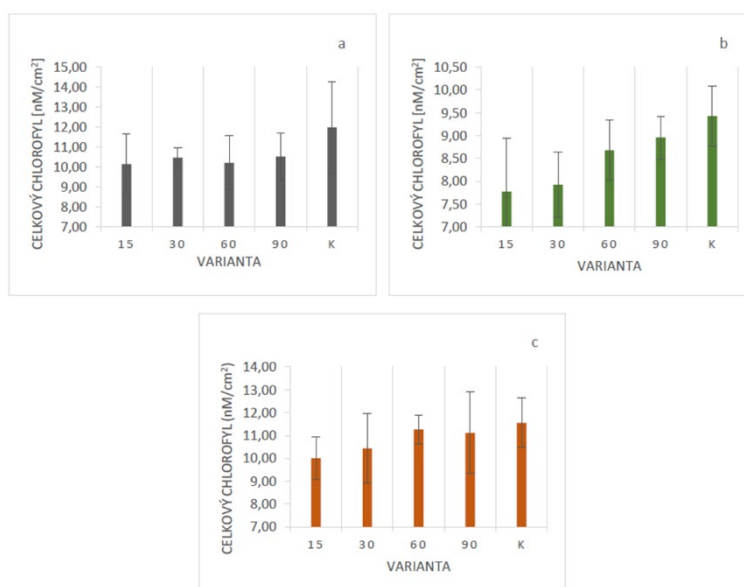 a
CELKOVÝ CHLOROFYL [nM/cm²]
15,00
14,00
13,00
12,00
11,00
10,00
9,00
8,00
7,00
15 30 60 90 K
VARIANTA
b
CELKOVÝ CHLOROFYL [nM/cm²]
10,50
10,00
9,50
9,00
8,50
8,00
7,50
7,00
15 30 60 90 K
VARIANTA
c
CELKOVÝ CHLOROFYL (nM/cm²)
14,00
13,00
12,00
11,00
10,00
9,00
8,00
7,00
15 30 60 90 K
VARIANTA